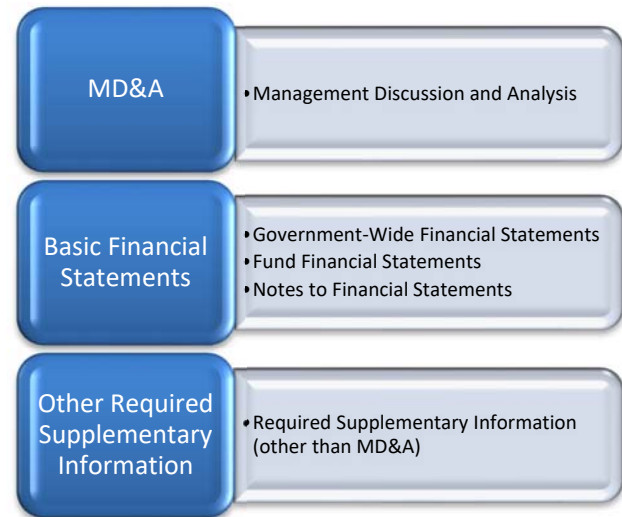 MD&A
• Management Discussion and Analysis
Basic Financial
Statements
• Government-Wide Financial Statements
• Fund Financial Statements
• Notes to Financial Statements
Other Required
Supplementary
Information
• Required Supplementary Information
(other than MD&A)